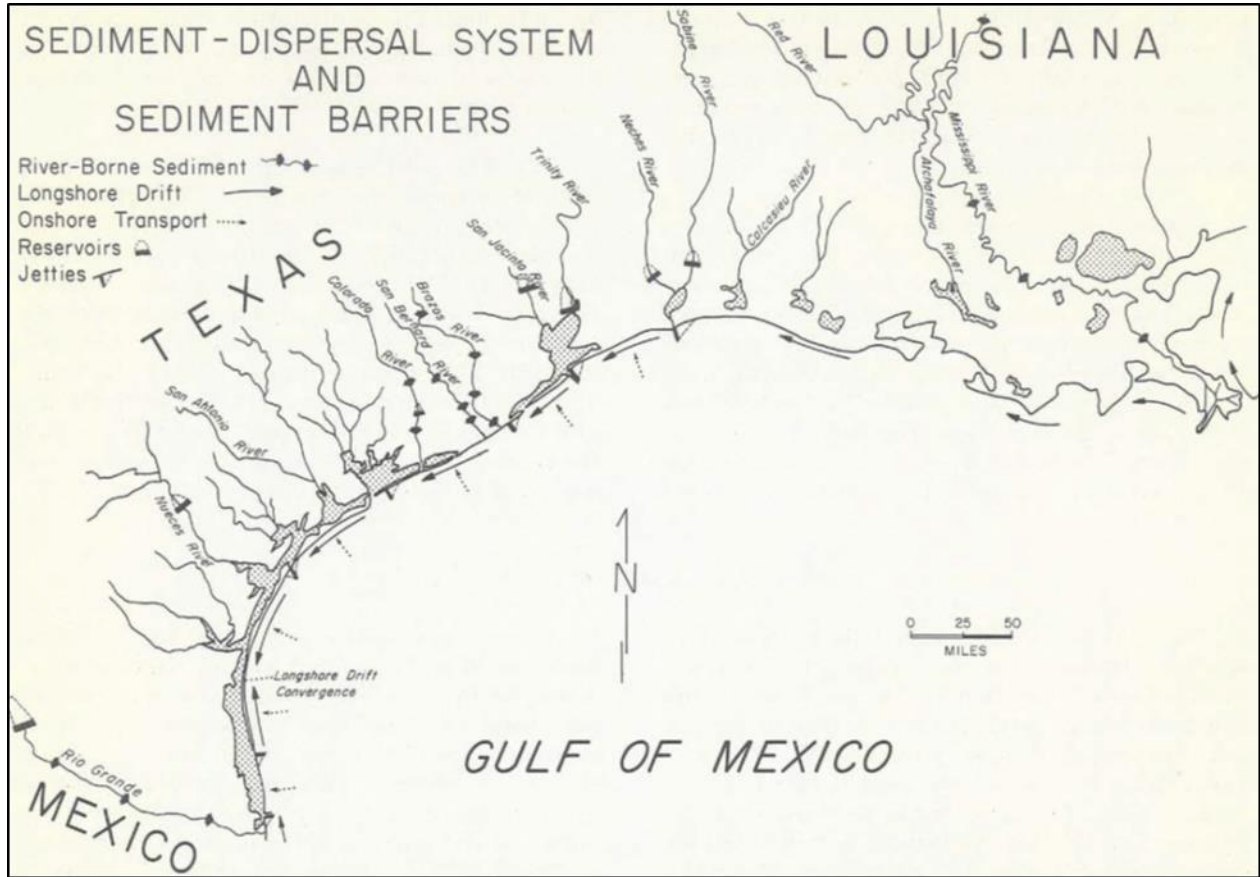 SEDIMENT-DISPERSAL SYSTEM
AND
SEDIMENT BARRIERS
River-Borne Sediment
Longshore Drift
Onshore Transport
Reservoirs
Jetties
LOUISIANA
TEXAS
MEXICO
GULF OF MEXICO
Red River
Mississippi River
Atchafalaya River
Sabine River
Neches River
Calcasieu River
Trinity River
San Jacinto River
Brazos River
San Bernard River
Colorado River
San Antonio River
Nueces River
Rio Grande
Longshore Drift
Convergence
N
0 25 50
MILES